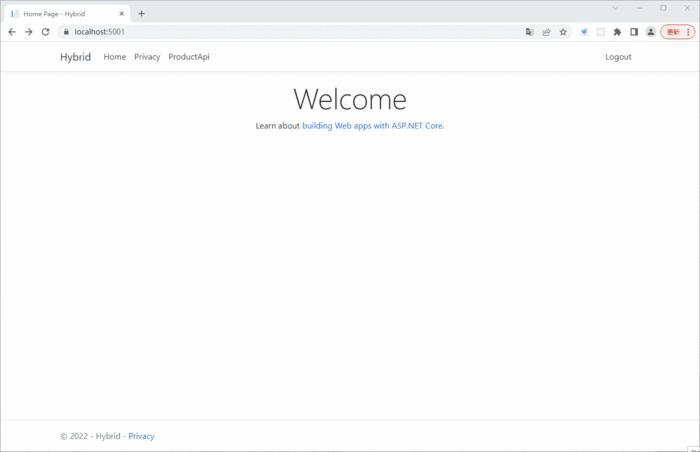 Home Page - Hybrid
localhost:5001
更新
Hybrid Home Privacy ProductApi Logout
Welcome
Learn about building Web apps with ASP.NET Core.
© 2022 - Hybrid - Privacy